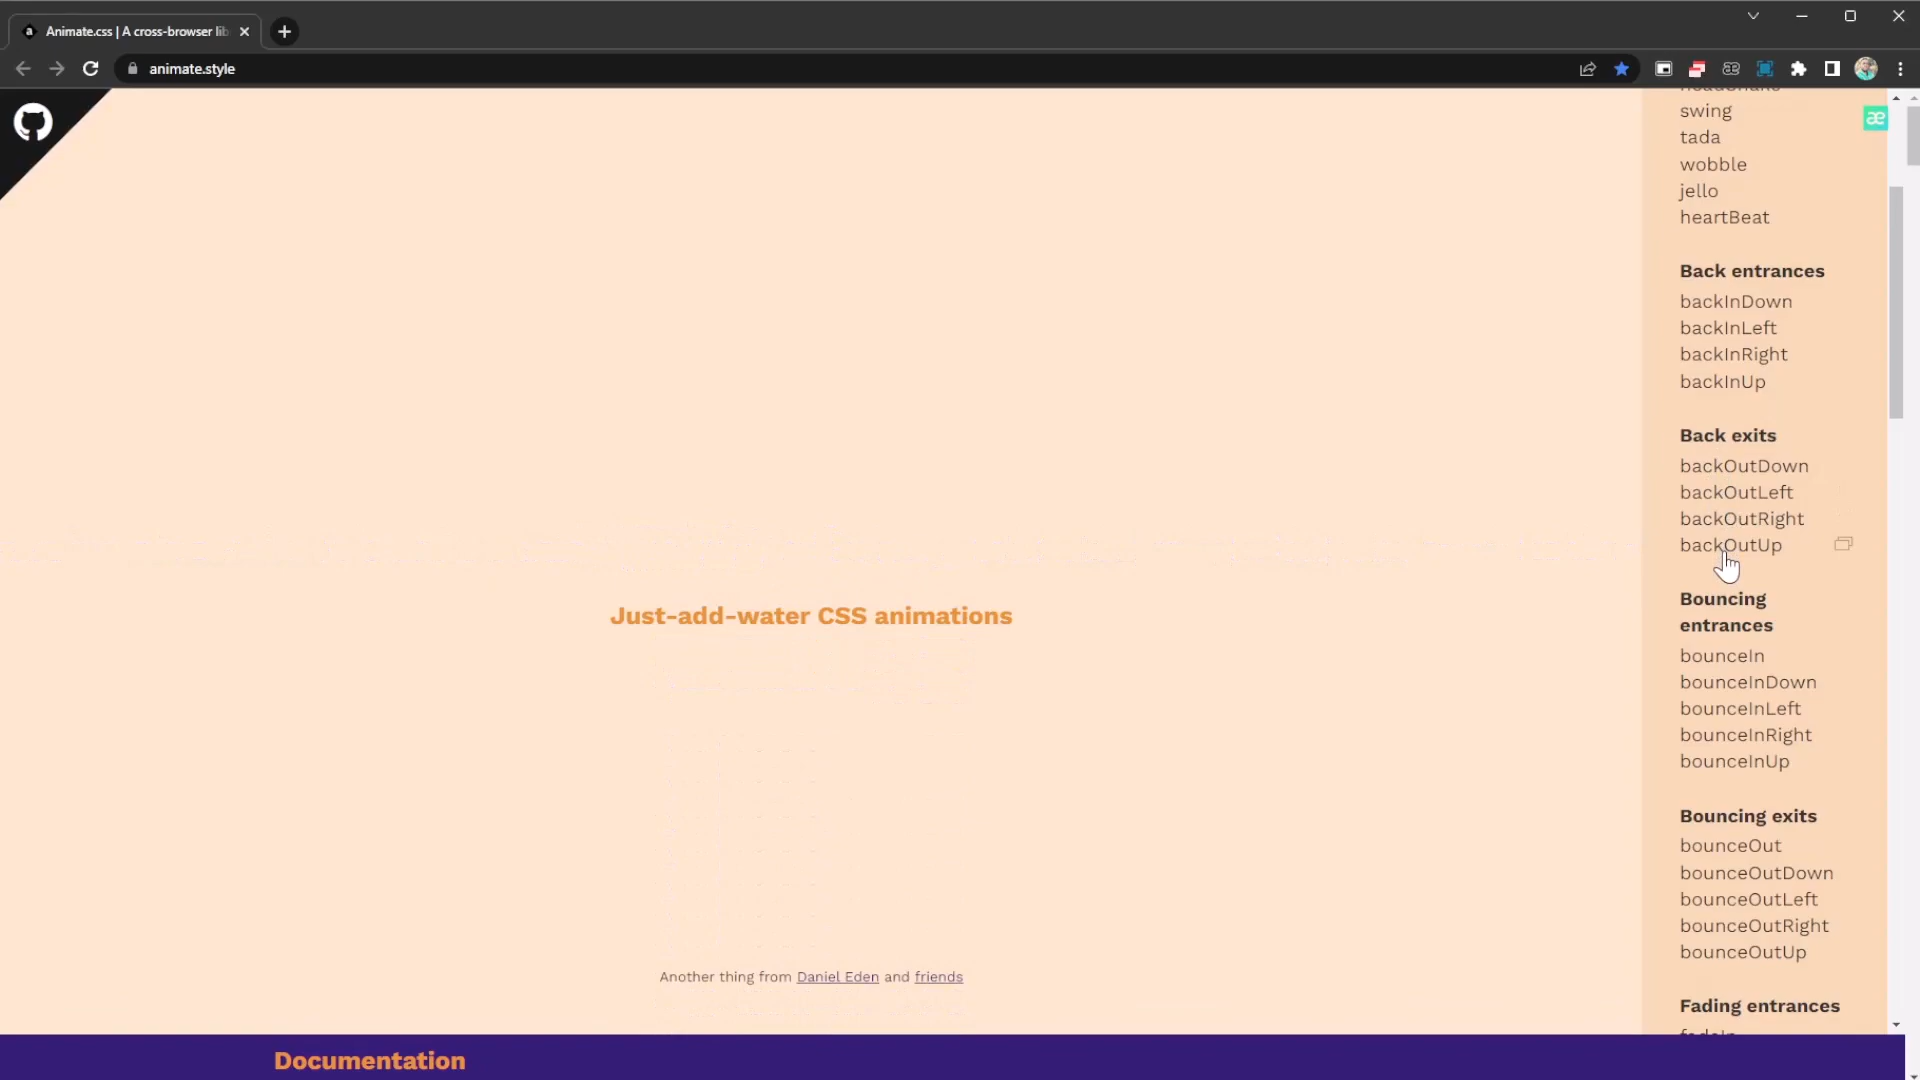 Animate.css | A cross-browser lib
animate.style
swing
tada
wobble
jello
heartBeat
Back entrances
backInDown
backInLeft
backInRight
backInUp
Back exits
backOutDown
backOutLeft
backOutRight
backOutUp
Bouncing
entrances
bounceIn
bounceInDown
bounceInLeft
bounceInRight
bounceInUp
Bouncing exits
bounceOut
bounceOutDown
bounceOutLeft
bounceOutRight
bounceOutUp
Fading entrances
Just-add-water CSS animations
Another thing from Daniel Eden and friends
Documentation